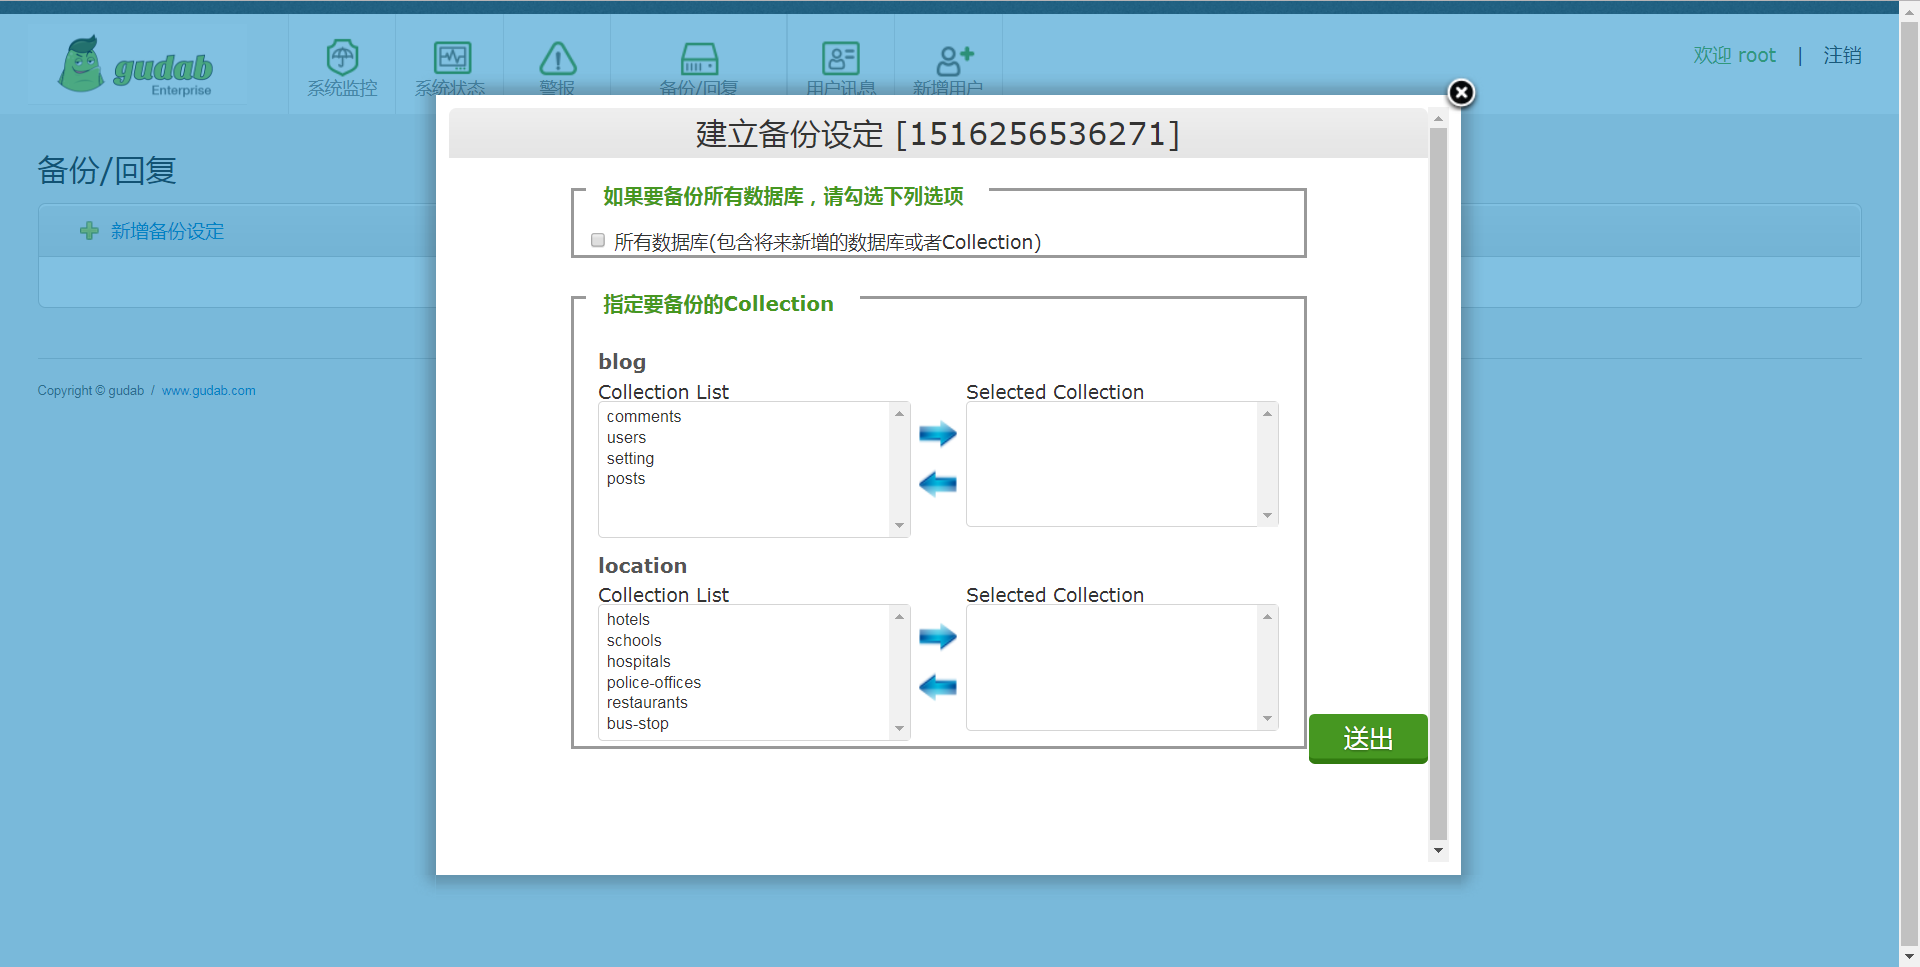 gudab
Enterprise
系统监控
系统状态
警报
备份/回复
用户讯息
新增用户
欢迎 root | 注销
备份/回复
新增备份设定
Copyright © gudab / www.gudab.com
建立备份设定 [1516256536271]
如果要备份所有数据库，请勾选下列选项
所有数据库(包含将来新增的数据库或者Collection)
指定要备份的Collection
blog
Collection List
Selected Collection
comments
users
setting
posts
location
Collection List
Selected Collection
hotels
schools
hospitals
police-offices
restaurants
bus-stop
送出